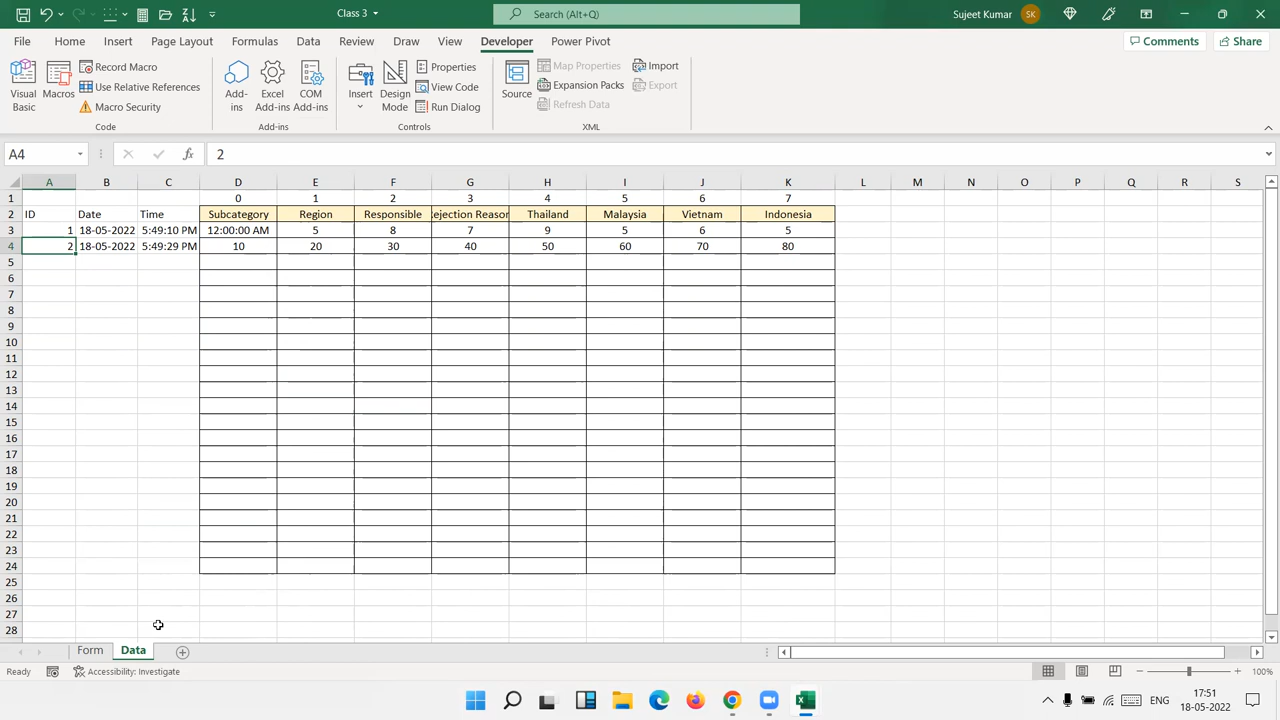 Class 3
Search (Alt+Q)
Sujeet Kumar
SK
File Home Insert Page Layout Formulas Data Review View Automate Draw View Developer Power Pivot
Comments
Share
Visual Basic
Macros
Record Macro
Use Relative References
Macro Security
Code
Add-ins
Excel Add-ins
COM Add-ins
Add-ins
Insert
Design Mode
Properties
View Code
Run Dialog
Controls
Source
Map Properties
Expansion Packs
Refresh Data
Import
Export
XML
A4
fx
2
A B C D E F G H I J K L M N O P Q R S
1 0 1 2 3 4 5 6 7
2 ID Date Time Subcategory Region Responsible ejection Reason Thailand Malaysia Vietnam Indonesia
3 1 18-05-2022 5:49:10 PM 12:00:00 AM 5 8 7 9 5 6 5
4 2 18-05-2022 5:49:29 PM 10 20 30 40 50 60 70 80
5
6
7
8
9
10
11
12
13
14
15
16
17
18
19
20
21
22
23
24
25
26
27
28
Form Data
Ready
Accessibility: Investigate
100%
ENG
17:51
18-05-2022